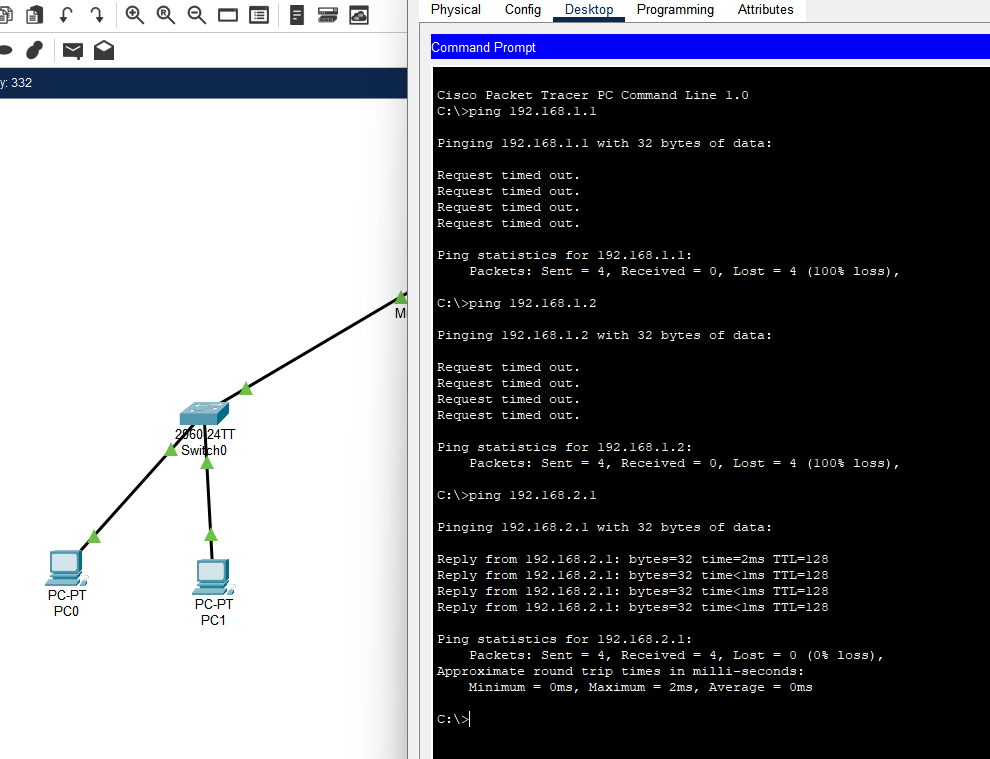 Physical Config Desktop Programming Attributes
Command Prompt
y: 332
Cisco Packet Tracer PC Command Line 1.0
C:\>ping 192.168.1.1
Pinging 192.168.1.1 with 32 bytes of data:
Request timed out.
Request timed out.
Request timed out.
Request timed out.
Ping statistics for 192.168.1.1:
Packets: Sent = 4, Received = 0, Lost = 4 (100% loss),
C:\>ping 192.168.1.2
Pinging 192.168.1.2 with 32 bytes of data:
Request timed out.
Request timed out.
Request timed out.
Request timed out.
Ping statistics for 192.168.1.2:
Packets: Sent = 4, Received = 0, Lost = 4 (100% loss),
C:\>ping 192.168.2.1
Pinging 192.168.2.1 with 32 bytes of data:
Reply from 192.168.2.1: bytes=32 time=2ms TTL=128
Reply from 192.168.2.1: bytes=32 time<1ms TTL=128
Reply from 192.168.2.1: bytes=32 time<1ms TTL=128
Reply from 192.168.2.1: bytes=32 time<1ms TTL=128
Ping statistics for 192.168.2.1:
Packets: Sent = 4, Received = 4, Lost = 0 (0% loss),
Approximate round trip times in milli-seconds:
Minimum = 0ms, Maximum = 2ms, Average = 0ms
C:\>
2960-24TT
Switch0
PC-PT
PC0
PC-PT
PC1